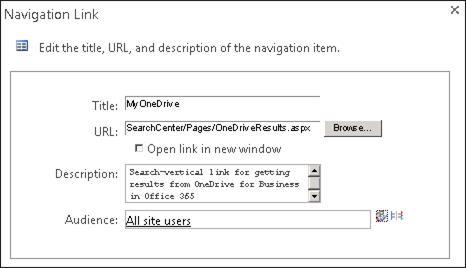 Navigation Link
Edit the title, URL, and description of the navigation item.
Title: MyOneDrive
URL: SearchCenter/Pages/OneDriveResults.aspx Browse...
Open link in new window
Description: Search-vertical link for getting
results from OneDrive for Business
in Office 365
Audience: All site users